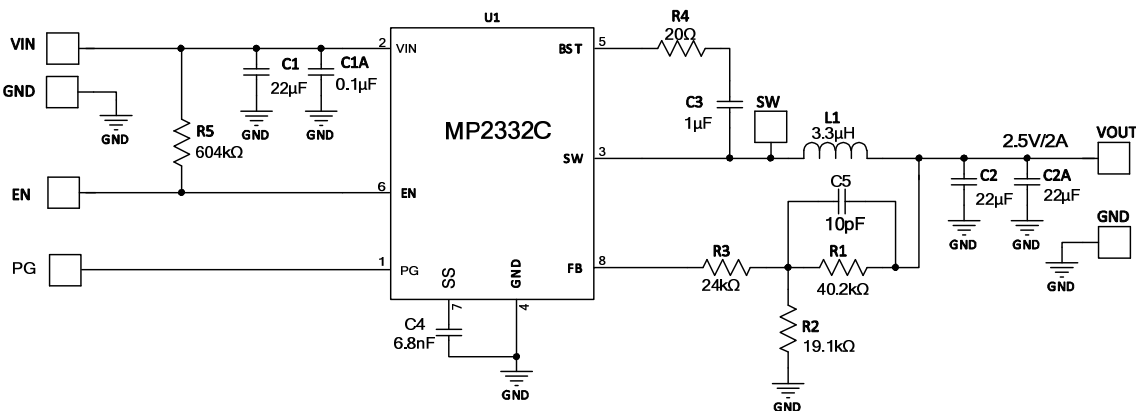 U1
VIN
2
VIN
C1
22µF
GND
C1A
0.1µF
GND
GND
GND
R5
604kΩ
EN
6
EN
PG
1
PG
MP2332C
SS
7
GND
4
C4
6.8nF
GND
BST
5
R4
20Ω
C3
1µF
SW
SW
3
L1
3.3µH
2.5V/2A
VOUT
C2
22µF
GND
C2A
22µF
GND
GND
GND
C5
10pF
FB
8
R3
24kΩ
R1
40.2kΩ
R2
19.1kΩ
GND